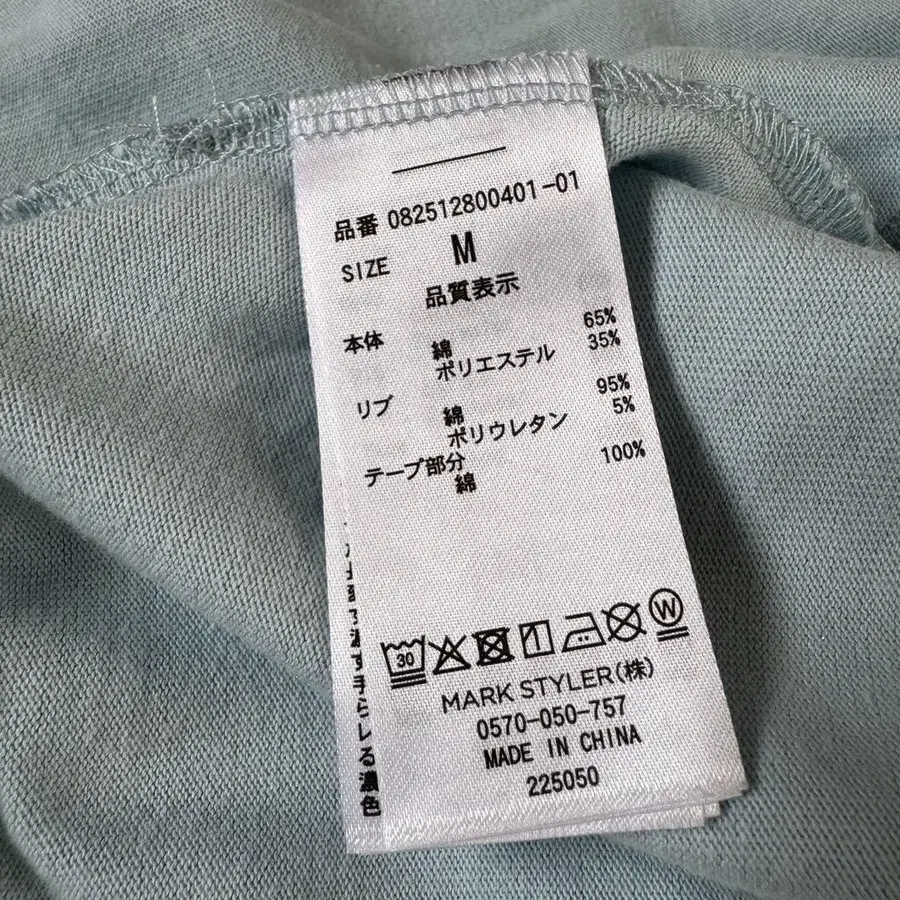 品番 082512800401-01
SIZE M
品質表示
本体
綿 65%
ポリエステル 35%
リブ
綿 95%
ポリウレタン 5%
テープ部分
綿 100%
30 W
MARK STYLER(株)
0570-050-757
MADE IN CHINA
225050